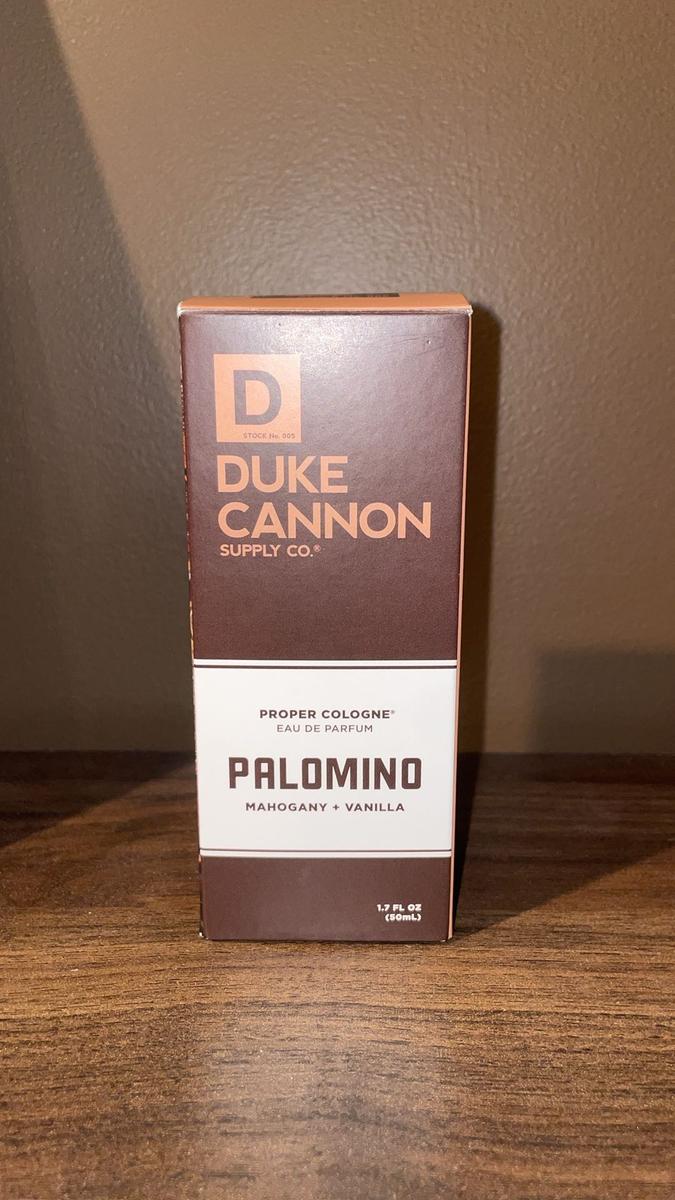 D
STOCK No. 005
DUKE
CANNON
SUPPLY CO.®
PROPER COLOGNE®
EAU DE PARFUM
PALOMINO
MAHOGANY + VANILLA
1.7 FL OZ
(50mL)